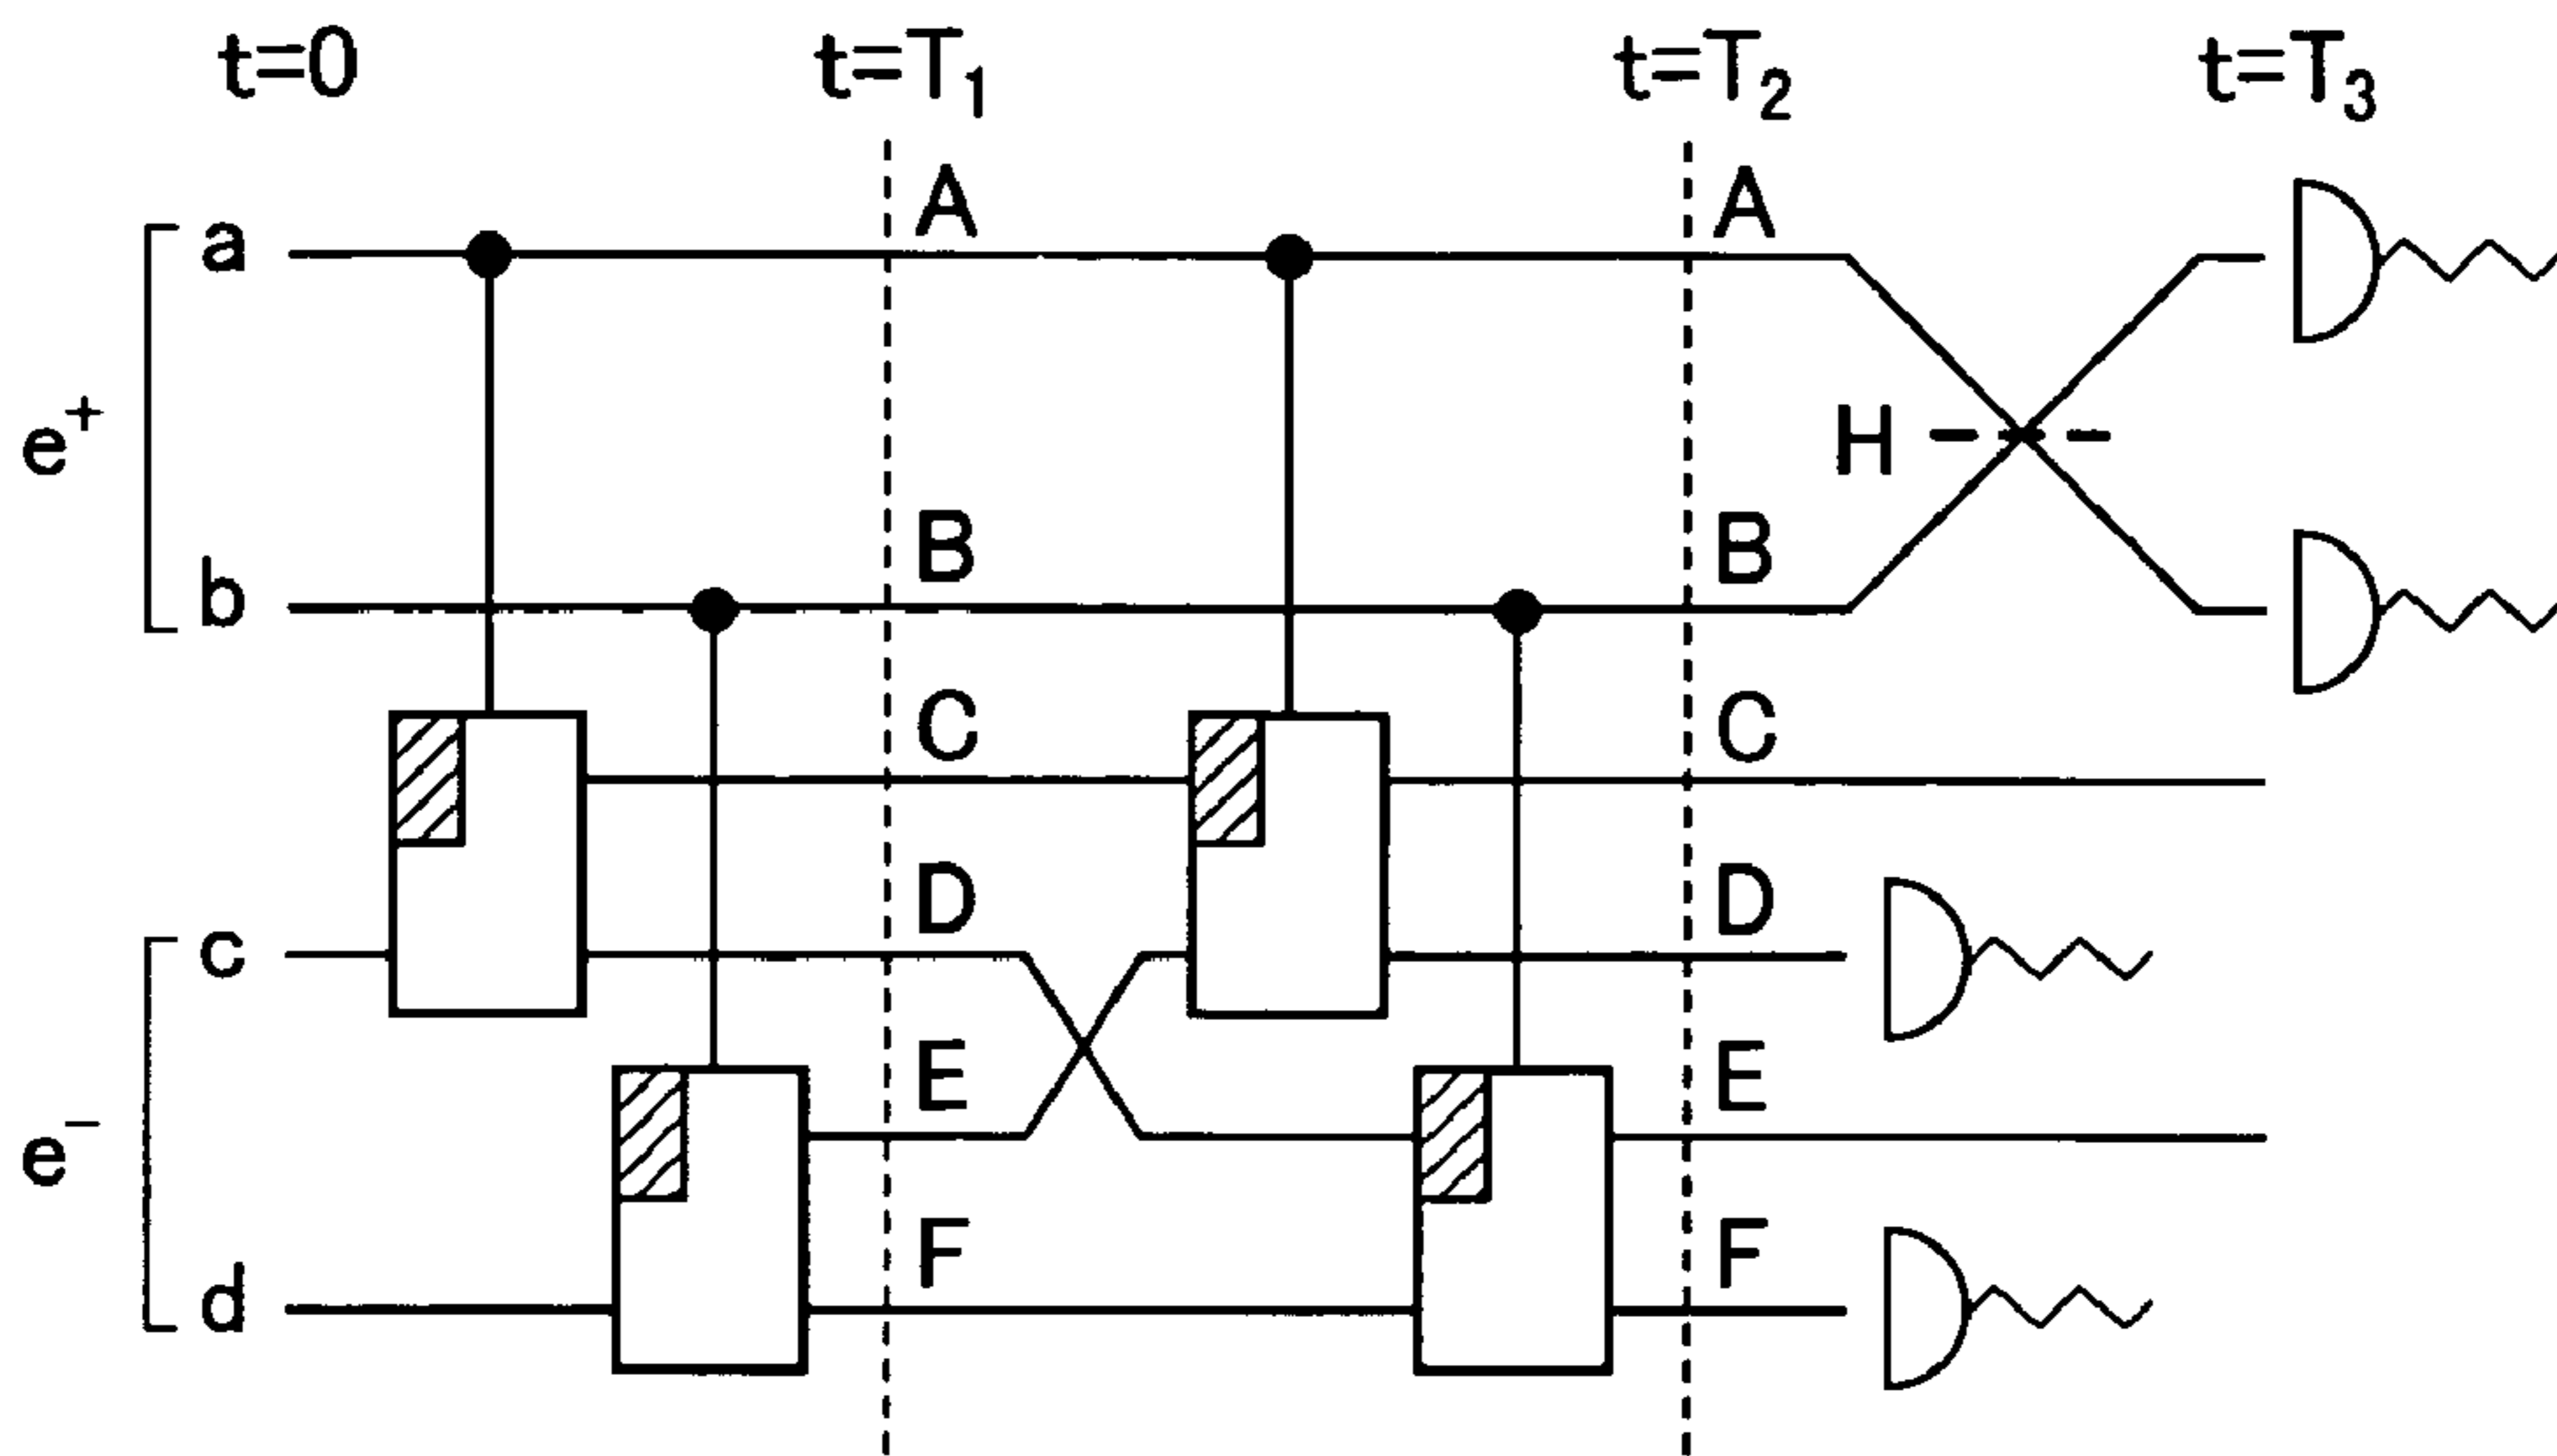 t=0 t=T₁ t=T₂ t=T₃
A A
a
e⁺ H
B B
b
C C
D D
c
E E
e⁻
F F
d